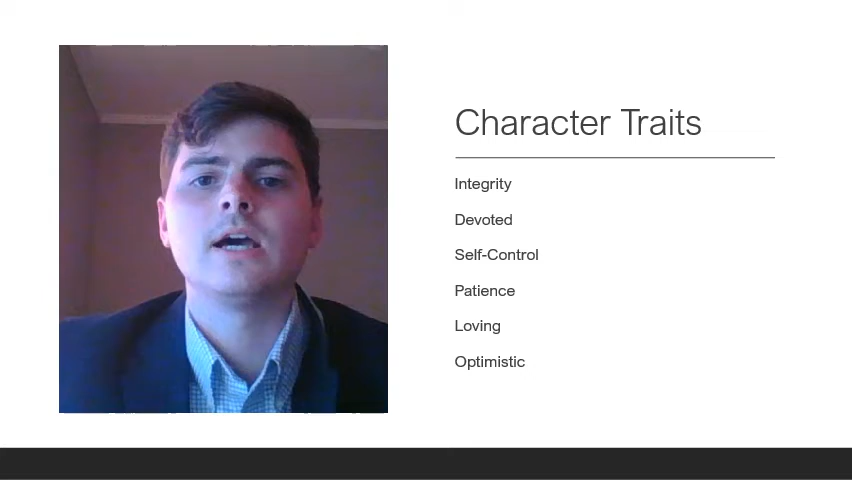 Character Traits
Integrity
Devoted
Self-Control
Patience
Loving
Optimistic